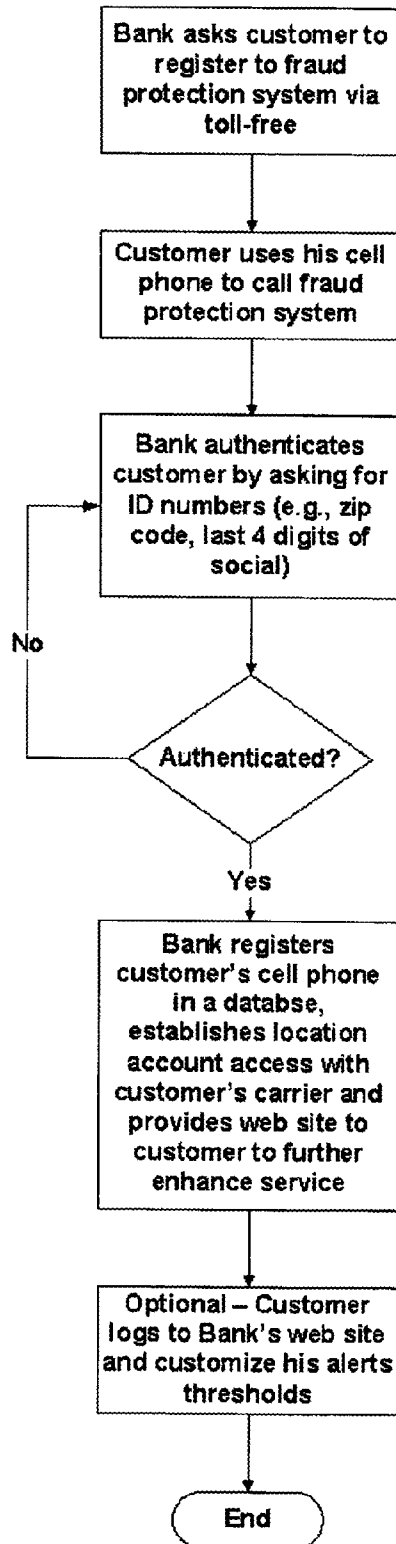 Bank asks customer to
register to fraud
protection system via
toll-free
Customer uses his cell
phone to call fraud
protection system
Bank authenticates
customer by asking for
ID numbers (e.g., zip
code, last 4 digits of
social)
No
Authenticated?
Yes
Bank registers
customer's cell phone
in a databse,
establishes location
account access with
customer's carrier and
provides web site to
customer to further
enhance service
Optional – Customer
logs to Bank's web site
and customize his alerts
thresholds
End